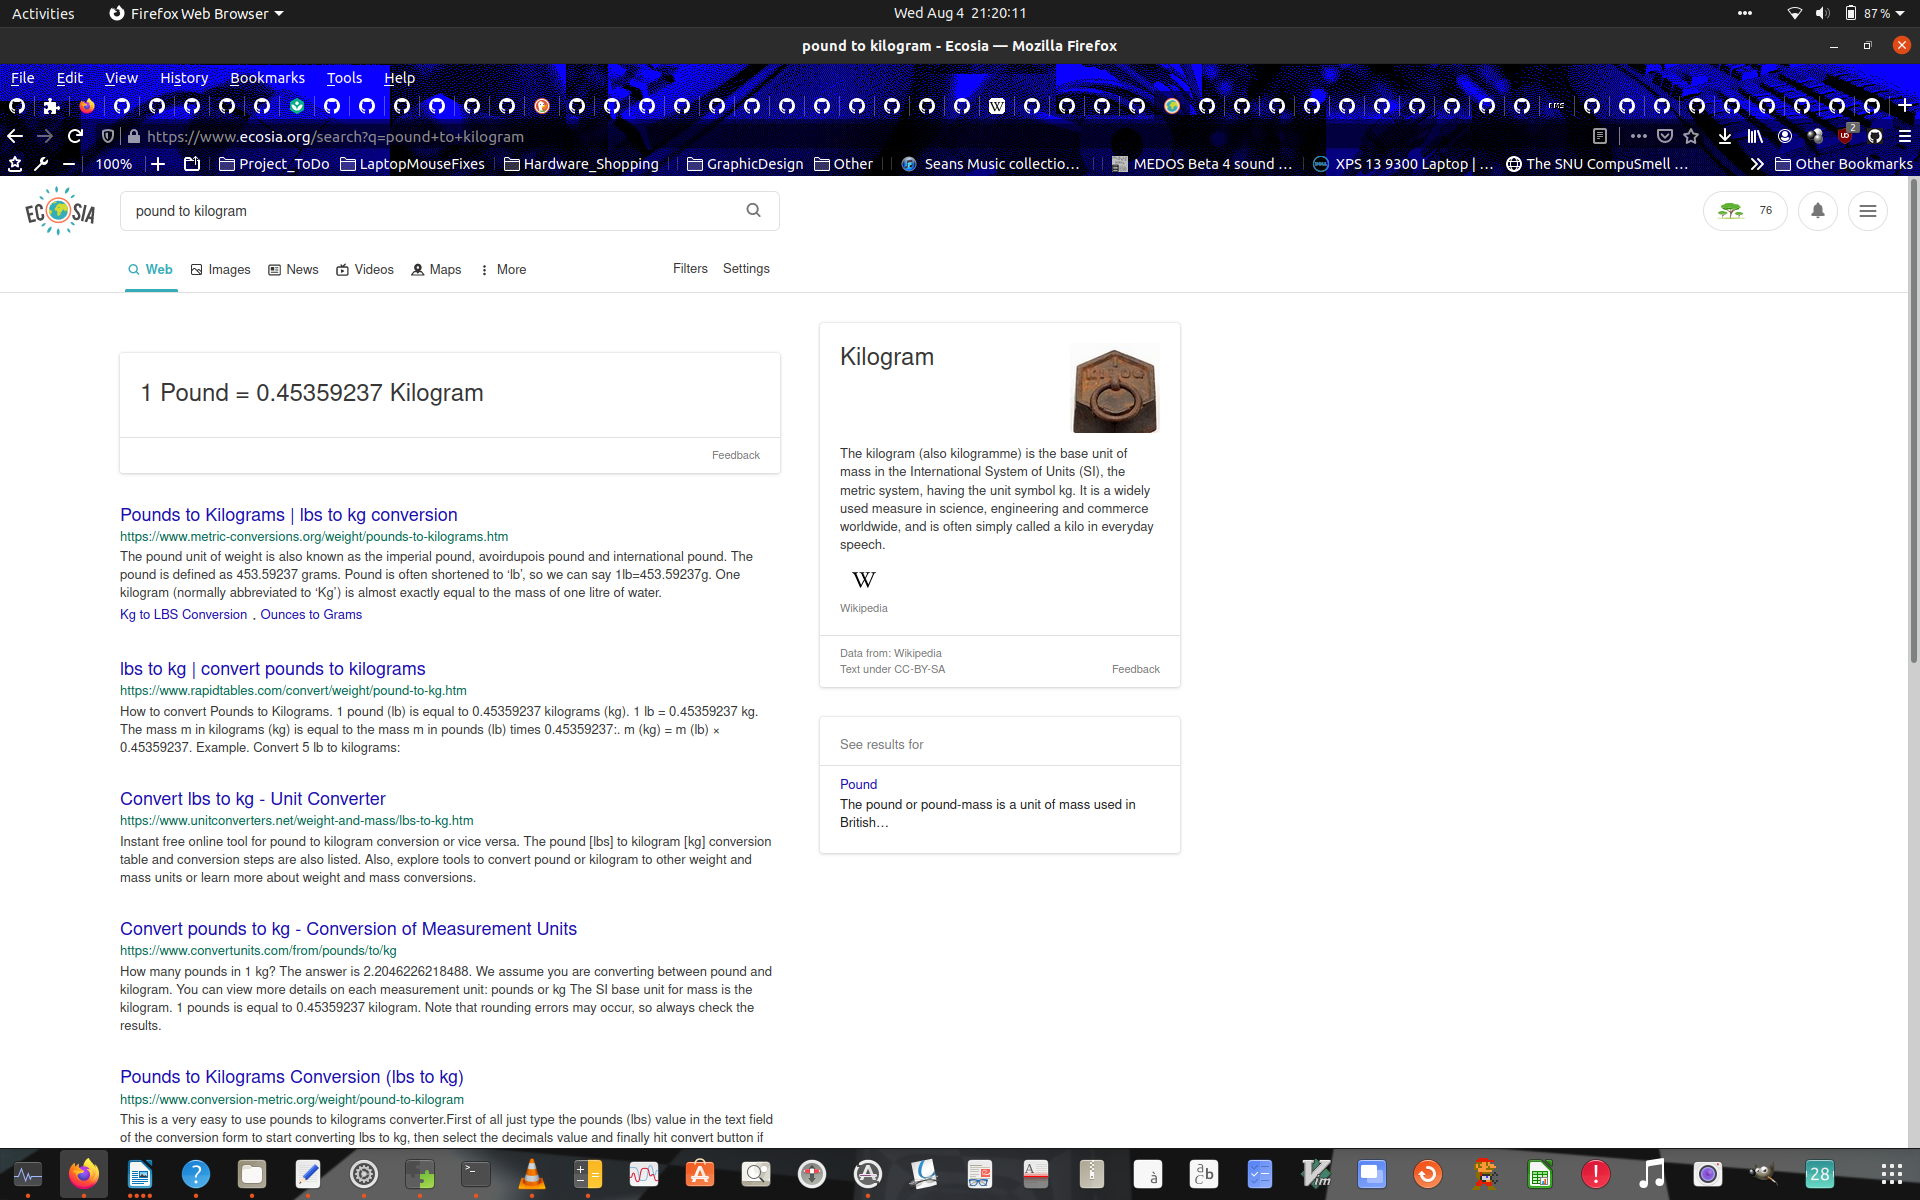 Activities
Firefox Web Browser
Wed Aug 4 21:20:11
87 %
pound to kilogram - Ecosia — Mozilla Firefox
File Edit View History Bookmarks Tools Help
https://www.ecosia.org/search?q=pound+to+kilogram
2
100%
Project_ToDo
LaptopMouseFixes
Hardware_Shopping
GraphicDesign
Other
Seans Music collectio…
MEDOS Beta 4 sound …
XPS 13 9300 Laptop | …
The SNU CompuSmell …
Other Bookmarks
ECOSIA
pound to kilogram
76
Web Images News Videos Maps More Filters Settings
1 Pound = 0.45359237 Kilogram
Feedback
Pounds to Kilograms | lbs to kg conversion
https://www.metric-conversions.org/weight/pounds-to-kilograms.htm
The pound unit of weight is also known as the imperial pound, avoirdupois pound and international pound. The
pound is defined as 453.59237 grams. Pound is often shortened to ‘lb’, so we can say 1lb=453.59237g. One
kilogram (normally abbreviated to ‘Kg’) is almost exactly equal to the mass of one litre of water.
Kg to LBS Conversion , Ounces to Grams
lbs to kg | convert pounds to kilograms
https://www.rapidtables.com/convert/weight/pound-to-kg.htm
How to convert Pounds to Kilograms. 1 pound (lb) is equal to 0.45359237 kilograms (kg). 1 lb = 0.45359237 kg.
The mass m in kilograms (kg) is equal to the mass m in pounds (lb) times 0.45359237:. m (kg) = m (lb) ×
0.45359237. Example. Convert 5 lb to kilograms:
Convert lbs to kg - Unit Converter
https://www.unitconverters.net/weight-and-mass/lbs-to-kg.htm
Instant free online tool for pound to kilogram conversion or vice versa. The pound [lbs] to kilogram [kg] conversion
table and conversion steps are also listed. Also, explore tools to convert pound or kilogram to other weight and
mass units or learn more about weight and mass conversions.
Convert pounds to kg - Conversion of Measurement Units
https://www.convertunits.com/from/pounds/to/kg
How many pounds in 1 kg? The answer is 2.2046226218488. We assume you are converting between pound and
kilogram. You can view more details on each measurement unit: pounds or kg The SI base unit for mass is the
kilogram. 1 pounds is equal to 0.45359237 kilogram. Note that rounding errors may occur, so always check the
results.
Pounds to Kilograms Conversion (lbs to kg)
https://www.conversion-metric.org/weight/pound-to-kilogram
This is a very easy to use pounds to kilograms converter.First of all just type the pounds (lbs) value in the text field
of the conversion form to start converting lbs to kg, then select the decimals value and finally hit convert button if
Kilogram
The kilogram (also kilogramme) is the base unit of
mass in the International System of Units (SI), the
metric system, having the unit symbol kg. It is a widely
used measure in science, engineering and commerce
worldwide, and is often simply called a kilo in everyday
speech.
W
Wikipedia
Data from: Wikipedia
Text under CC-BY-SA
Feedback
See results for
Pound
The pound or pound-mass is a unit of mass used in
British…
28